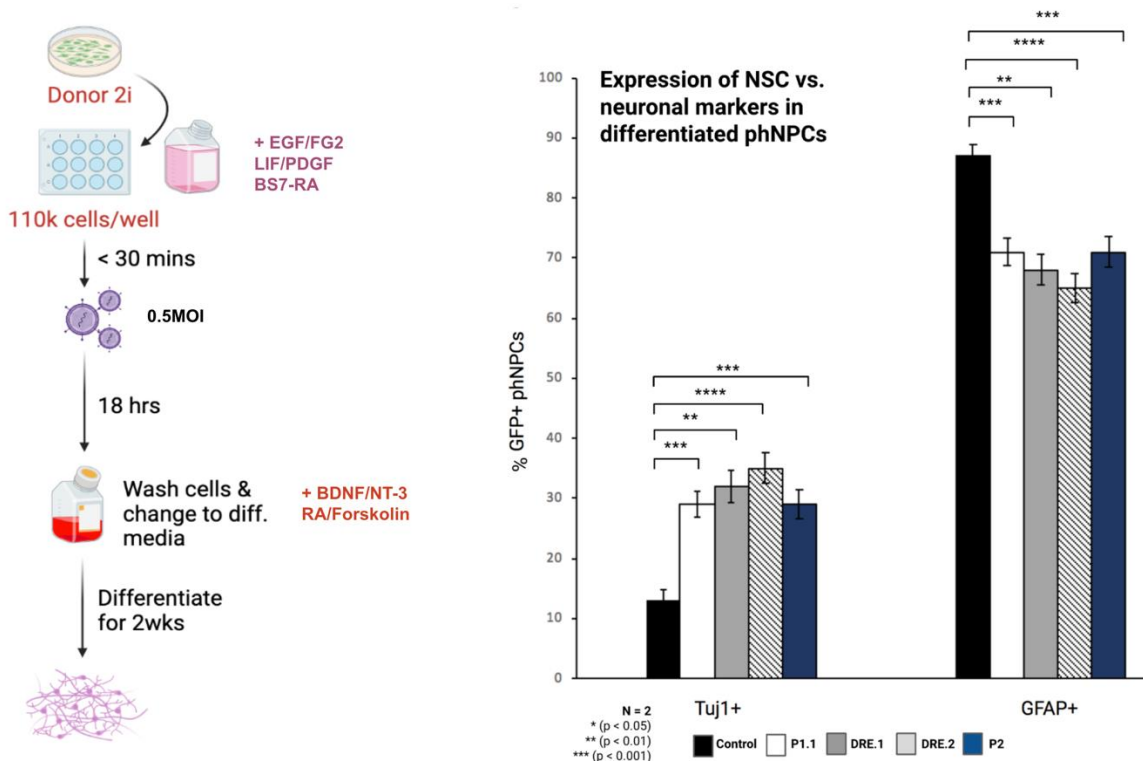 Donor 2i
+ EGF/FG2
LIF/PDGF
BS7-RA
110k cells/well
< 30 mins
0.5MOI
18 hrs
Wash cells &
change to diff.
media
+ BDNF/NT-3
RA/Forskolin
Differentiate
for 2wks
Expression of NSC vs.
neuronal markers in
differentiated phNPCs
% GFP+ phNPCs
100
90
80
70
60
50
40
30
20
10
0
***
****
**
***
***
****
**
***
Tuj1+
GFAP+
N = 2
* (p < 0.05)
** (p < 0.01)
*** (p < 0.001)
Control P1.1 DRE.1 DRE.2 P2